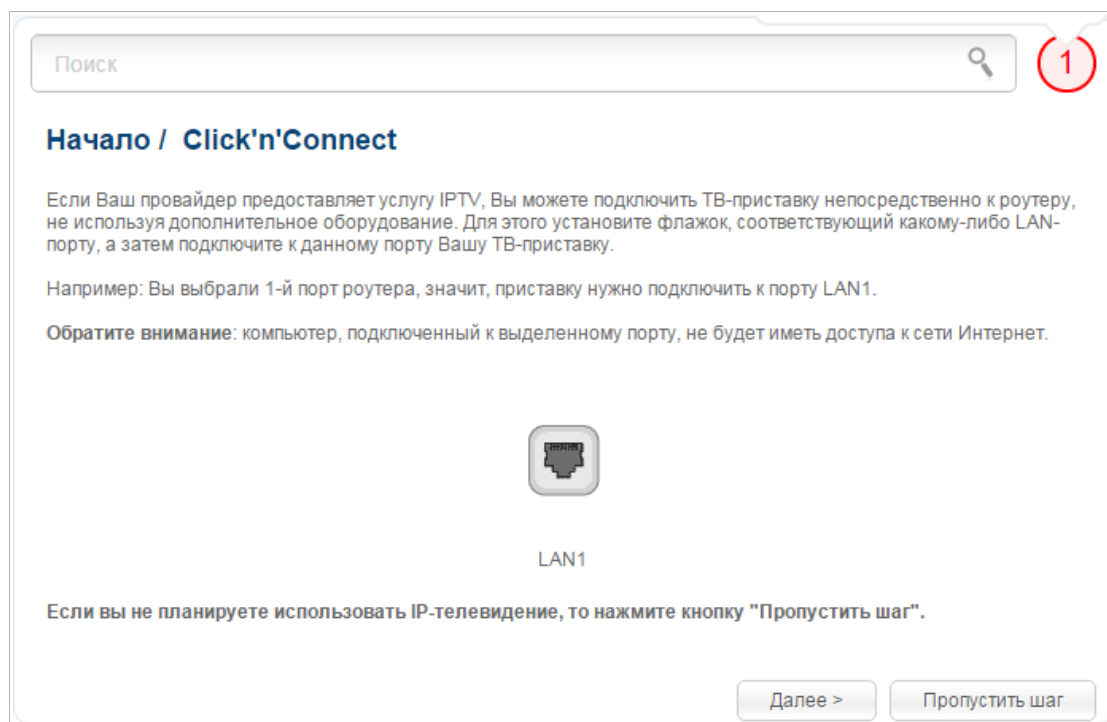 Поиск
1
Начало / Click'n'Connect
Если Ваш провайдер предоставляет услугу IPTV, Вы можете подключить ТВ-приставку непосредственно к роутеру,
не используя дополнительное оборудование. Для этого установите флажок, соответствующий какому-либо LAN-
порту, а затем подключите к данному порту Вашу ТВ-приставку.
Например: Вы выбрали 1-й порт роутера, значит, приставку нужно подключить к порту LAN1.
Обратите внимание: компьютер, подключенный к выделенному порту, не будет иметь доступа к сети Интернет.
LAN1
Если вы не планируете использовать IP-телевидение, то нажмите кнопку "Пропустить шаг".
Далее >
Пропустить шаг